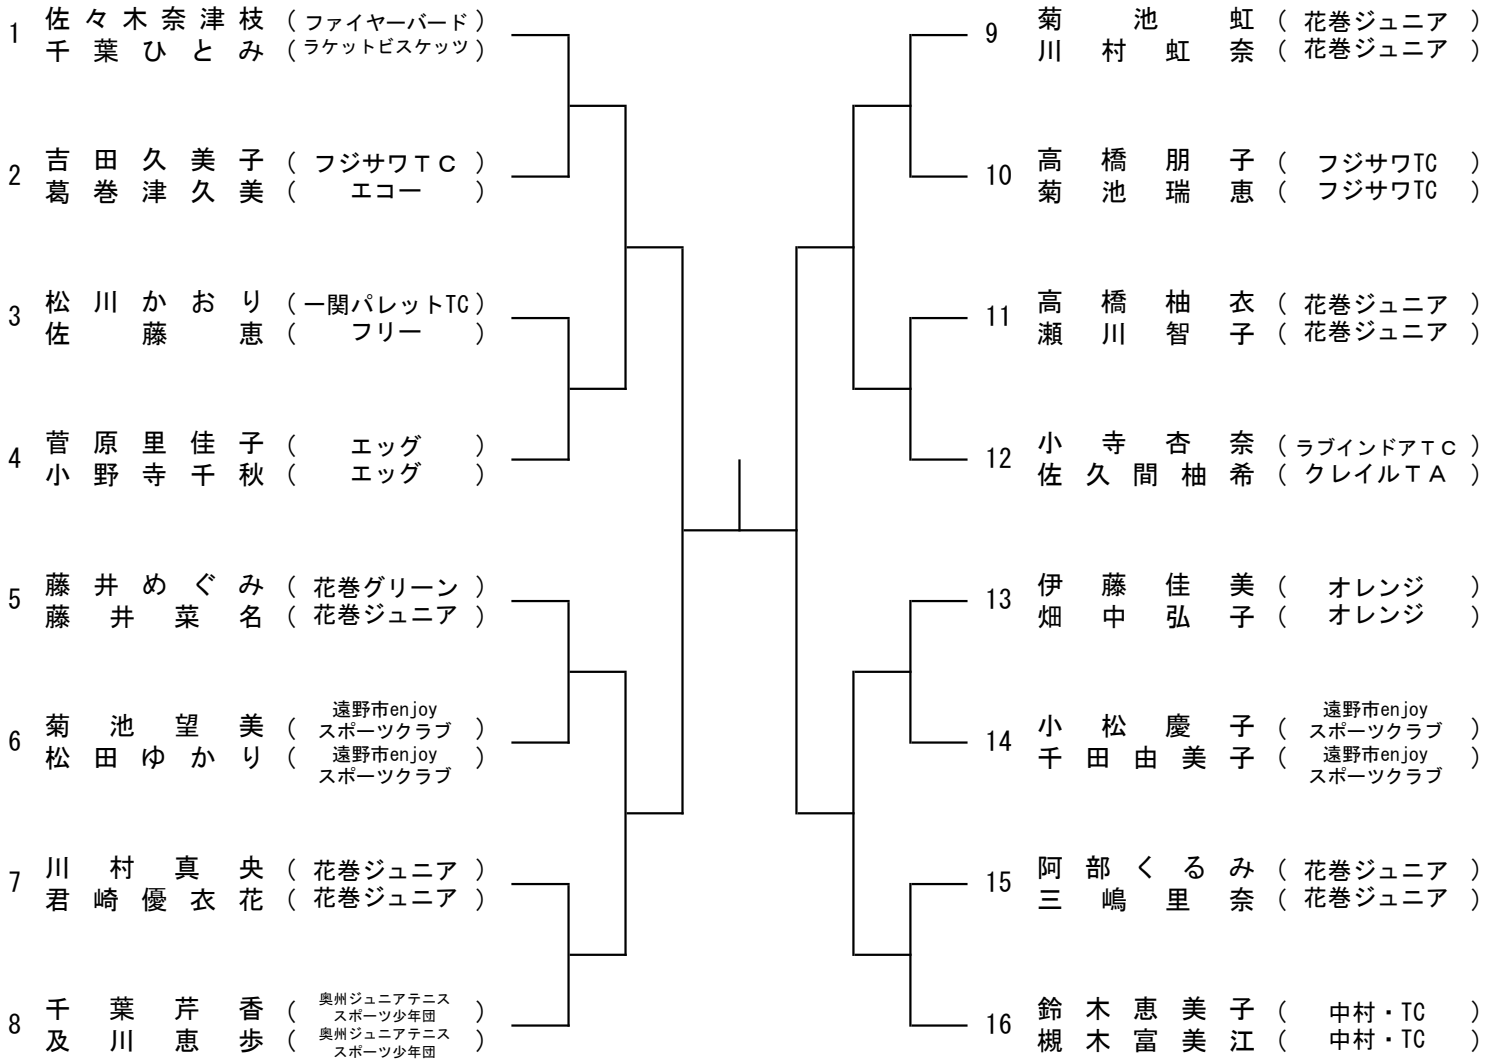 1
佐々木奈津枝 ( ファイヤーバード )
千葉ひとみ ( ラケットビスケッツ )
2
吉田久美子 ( フジサワＴＣ )
葛巻津久美 ( エコー )
3
松川かおり ( 一関パレットTC )
佐藤恵 ( フリー )
4
菅原里佳子 ( エッグ )
小野寺千秋 ( エッグ )
5
藤井めぐみ ( 花巻グリーン )
藤井菜名 ( 花巻ジュニア )
6
菊池望美 ( 遠野市enjoy
スポーツクラブ )
松田ゆかり ( 遠野市enjoy
スポーツクラブ )
7
川村真央 ( 花巻ジュニア )
君崎優衣花 ( 花巻ジュニア )
8
千葉芹香 ( 奥州ジュニアテニス
スポーツ少年団 )
及川恵歩 ( 奥州ジュニアテニス
スポーツ少年団 )
9
菊池虹 ( 花巻ジュニア )
川村虹奈 ( 花巻ジュニア )
10
高橋朋子 ( フジサワTC )
菊池瑞恵 ( フジサワTC )
11
高橋柚衣 ( 花巻ジュニア )
瀬川智子 ( 花巻ジュニア )
12
小寺杏奈 ( ラブインドアＴＣ )
佐久間柚希 ( クレイルＴＡ )
13
伊藤佳美 ( オレンジ )
畑中弘子 ( オレンジ )
14
小松慶子 ( 遠野市enjoy
スポーツクラブ )
千田由美子 ( 遠野市enjoy
スポーツクラブ )
15
阿部くるみ ( 花巻ジュニア )
三嶋里奈 ( 花巻ジュニア )
16
鈴木恵美子 ( 中村・TC )
槻木富美江 ( 中村・TC )